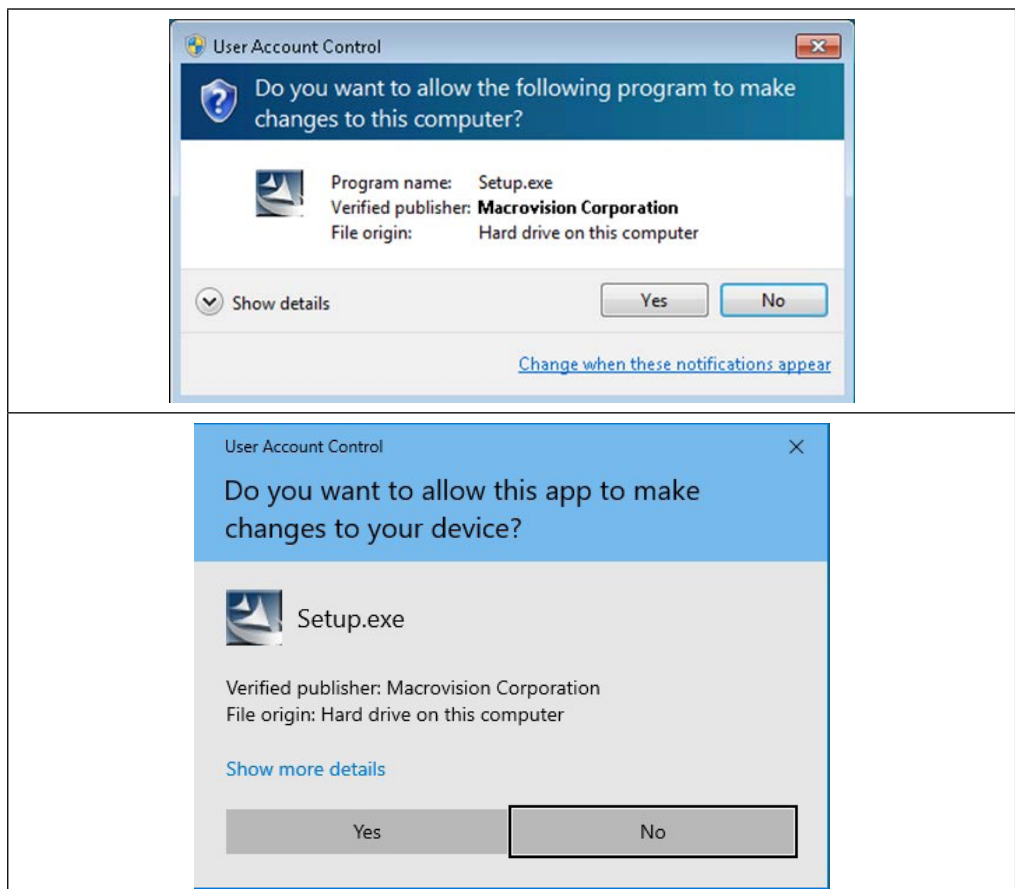 User Account Control
Do you want to allow the following program to make
changes to this computer?
Program name: Setup.exe
Verified publisher: Macrovision Corporation
File origin: Hard drive on this computer
Show details
Yes No
Change when these notifications appear
User Account Control
Do you want to allow this app to make
changes to your device?
Setup.exe
Verified publisher: Macrovision Corporation
File origin: Hard drive on this computer
Show more details
Yes No